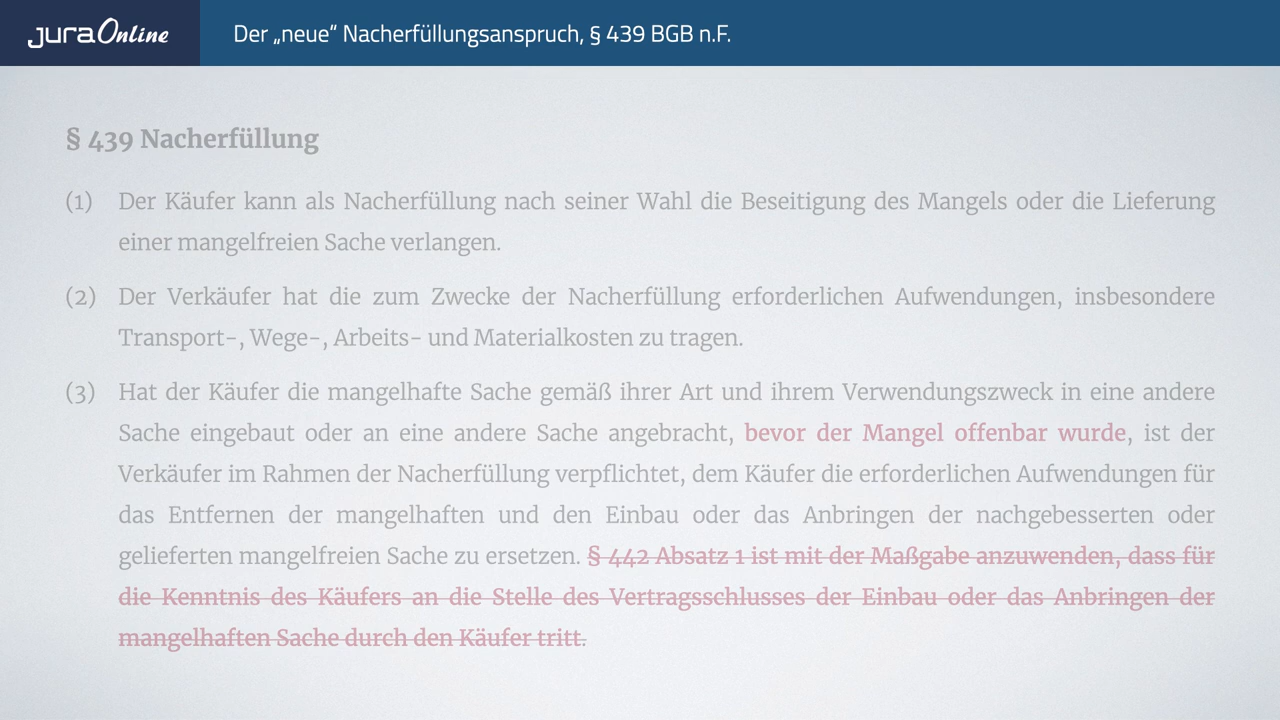 juraOnline
Der „neue“ Nacherfüllungsanspruch, § 439 BGB n.F.
§ 439 Nacherfüllung
(1) Der Käufer kann als Nacherfüllung nach seiner Wahl die Beseitigung des Mangels oder die Lieferung
einer mangelfreien Sache verlangen.
(2) Der Verkäufer hat die zum Zwecke der Nacherfüllung erforderlichen Aufwendungen, insbesondere
Transport-, Wege-, Arbeits- und Materialkosten zu tragen.
(3) Hat der Käufer die mangelhafte Sache gemäß ihrer Art und ihrem Verwendungszweck in eine andere
Sache eingebaut oder an eine andere Sache angebracht, bevor der Mangel offenbar wurde, ist der
Verkäufer im Rahmen der Nacherfüllung verpflichtet, dem Käufer die erforderlichen Aufwendungen für
das Entfernen der mangelhaften und den Einbau oder das Anbringen der nachgebesserten oder
gelieferten mangelfreien Sache zu ersetzen. § 442 Absatz 1 ist mit der Maßgabe anzuwenden, dass für
die Kenntnis des Käufers an die Stelle des Vertragsschlusses der Einbau oder das Anbringen der
mangelhaften Sache durch den Käufer tritt.